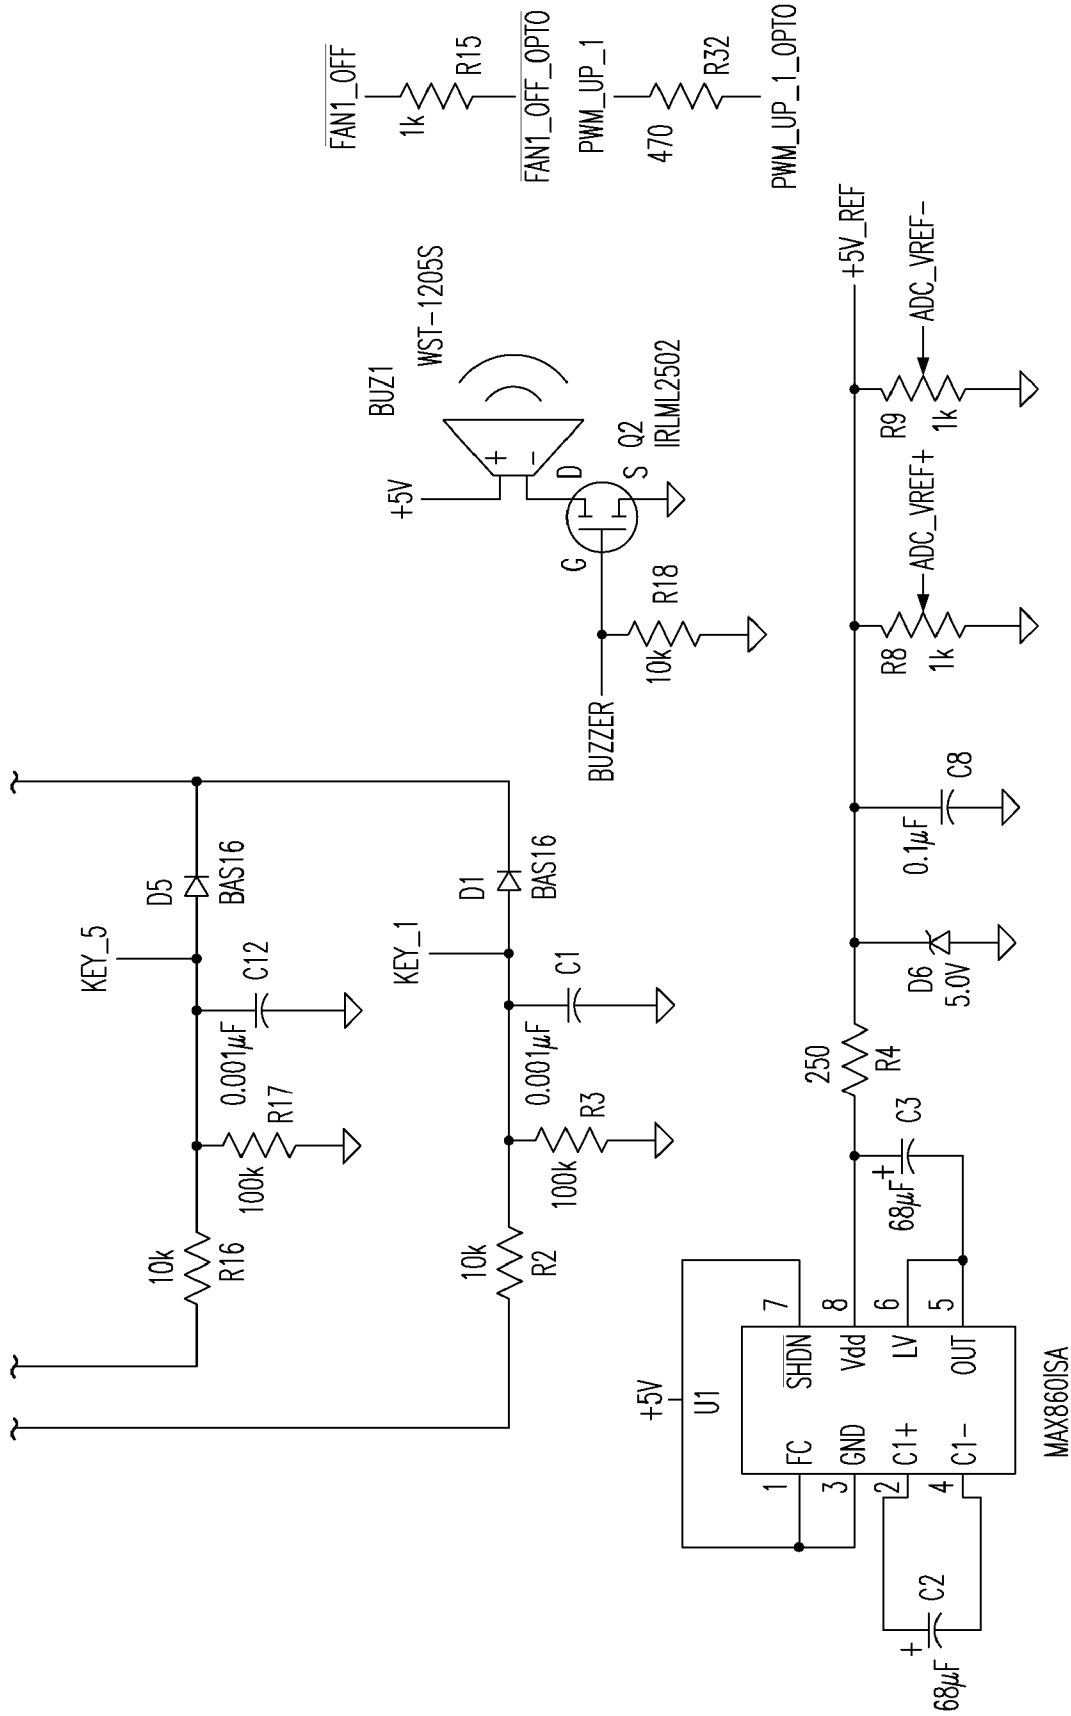 KEY_5
D5
BAS16
10k
R16
100k
R17
0.001µF
C12
KEY_1
D1
BAS16
10k
R2
100k
R3
0.001µF
C1
FAN1_OFF
1k
R15
FAN1_OFF_OPTO
PWM_UP_1
470
R32
PWM_UP_1_OPTO
BUZ1
WST-1205S
+5V
+
-
D
S
G
Q2
IRLML2502
BUZZER
10k
R18
+5V
U1
1
FC
SHDN
7
3
GND
Vdd
8
2
C1+
LV
6
4
C1-
OUT
5
MAX860ISA
+
68µF
C2
+
68µF
C3
250
R4
D6
5.0V
0.1µF
C8
R8
1k
ADC_VREF+
R9
1k
ADC_VREF-
+5V_REF